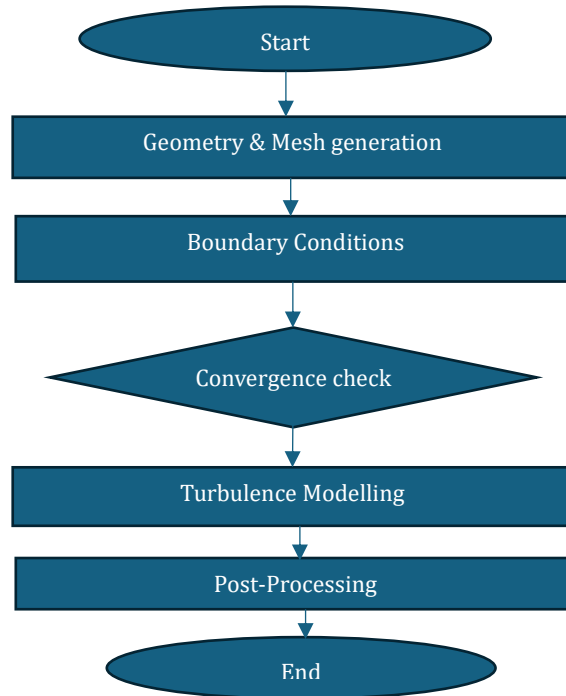 Start
Geometry & Mesh generation
Boundary Conditions
Convergence check
Turbulence Modelling
Post-Processing
End